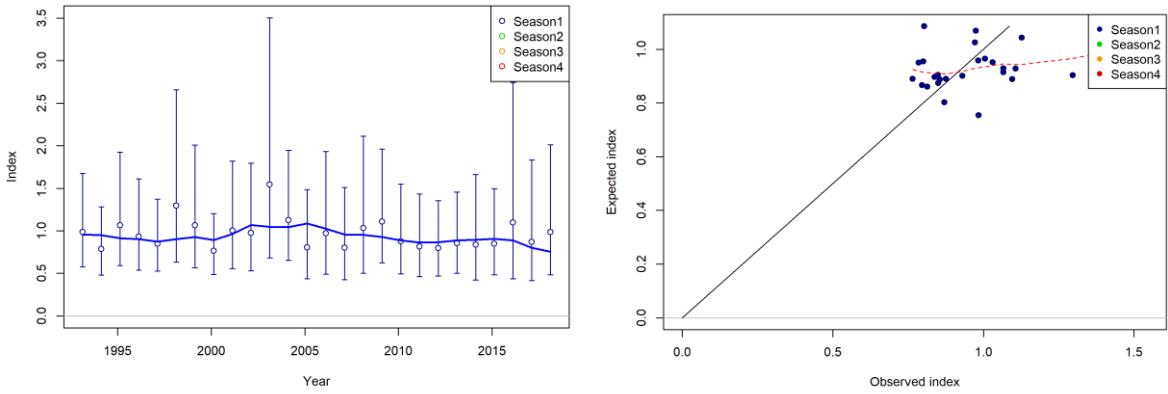 3.5
3.0
2.5
2.0
1.5
1.0
0.5
0.0
Index
1995 2000 2005 2010 2015
Year
Season1
Season2
Season3
Season4
1.0
0.8
0.6
0.4
0.2
0.0
Expected index
0.0 0.5 1.0 1.5
Observed index
Season1
Season2
Season3
Season4